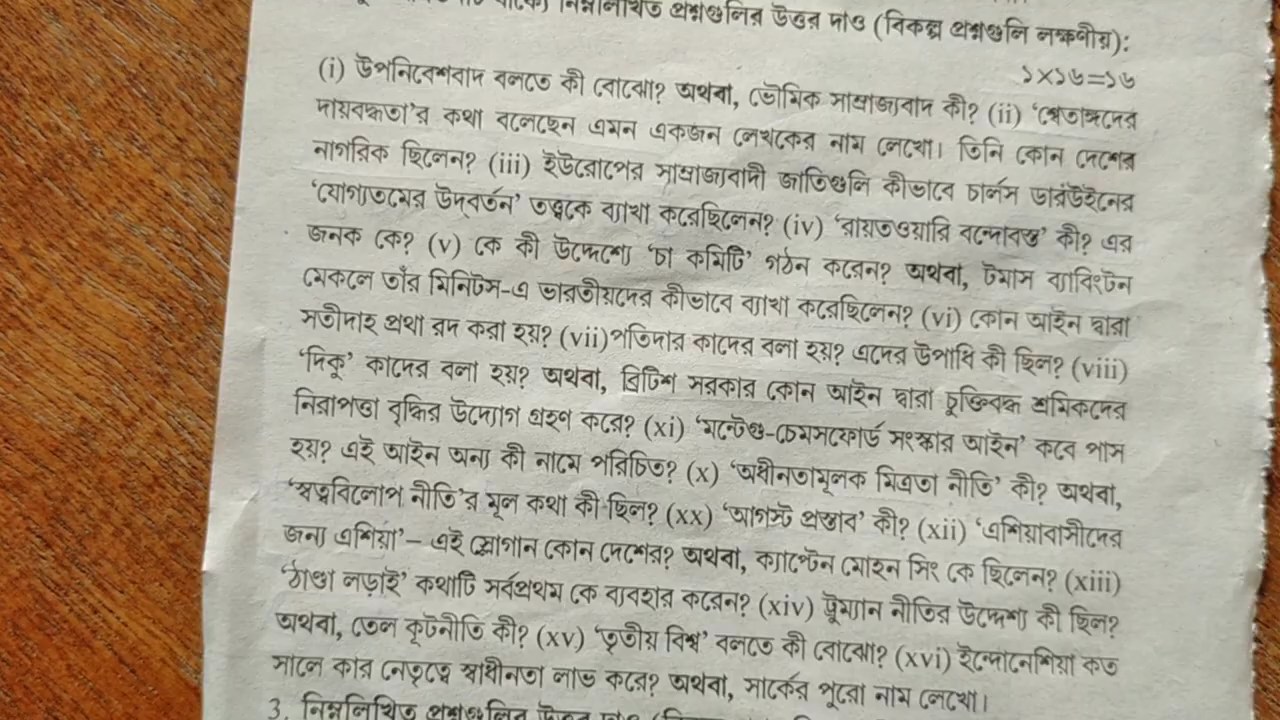 নিম্নলিখিত প্রশ্নগুলির উত্তর দাও (বিকল্প প্রশ্নগুলি লক্ষণীয়):
১×১৬=১৬
(i) উপনিবেশবাদ বলতে কী বোঝো? অথবা, ভৌমিক সাম্রাজ্যবাদ কী? (ii) ‘শ্বেতাঙ্গদের
দায়বদ্ধতা’র কথা বলেছেন এমন একজন লেখকের নাম লেখো। তিনি কোন দেশের
নাগরিক ছিলেন? (iii) ইউরোপের সাম্রাজ্যবাদী জাতিগুলি কীভাবে চার্লস ডারউইনের
‘যোগ্যতমের উদ্‌বর্তন’ তত্ত্বকে ব্যাখা করেছিলেন? (iv) ‘রায়তওয়ারি বন্দোবস্ত’ কী? এর
জনক কে? (v) কে কী উদ্দেশ্যে ‘চা কমিটি’ গঠন করেন? অথবা, টমাস ব্যাবিংটন
মেকলে তাঁর মিনিটস-এ ভারতীয়দের কীভাবে ব্যাখা করেছিলেন? (vi) কোন আইন দ্বারা
সতীদাহ প্রথা রদ করা হয়? (vii)পতিদার কাদের বলা হয়? এদের উপাধি কী ছিল? (viii)
‘দিকু’ কাদের বলা হয়? অথবা, ব্রিটিশ সরকার কোন আইন দ্বারা চুক্তিবদ্ধ শ্রমিকদের
নিরাপত্তা বৃদ্ধির উদ্যোগ গ্রহণ করে? (xi) ‘মন্টেগু-চেমসফোর্ড সংস্কার আইন’ কবে পাস
হয়? এই আইন অন্য কী নামে পরিচিত? (x) ‘অধীনতামূলক মিত্রতা নীতি’ কী? অথবা,
‘স্বত্ববিলোপ নীতি’র মূল কথা কী ছিল? (xx) ‘আগস্ট প্রস্তাব’ কী? (xii) ‘এশিয়াবাসীদের
জন্য এশিয়া’– এই স্লোগান কোন দেশের? অথবা, ক্যাপ্টেন মোহন সিং কে ছিলেন? (xiii)
‘ঠাণ্ডা লড়াই’ কথাটি সর্বপ্রথম কে ব্যবহার করেন? (xiv) ট্রুম্যান নীতির উদ্দেশ্য কী ছিল?
অথবা, তেল কূটনীতি কী? (xv) ‘তৃতীয় বিশ্ব’ বলতে কী বোঝো? (xvi) ইন্দোনেশিয়া কত
সালে কার নেতৃত্বে স্বাধীনতা লাভ করে? অথবা, সার্কের পুরো নাম লেখো।
3. নিম্নলিখিত প্রশ্নগুলির উত্তর দাও